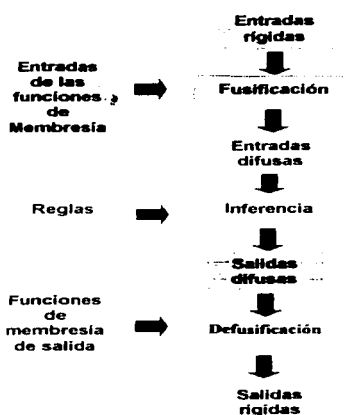 Entradas
rígidas
Entradas
de las
funciones
de
Membresía
Fusificación
Entradas
difusas
Reglas
Inferencia
Salidas
difusas
Funciones
de
membresía
de salida
Defusificación
Salidas
rígidas